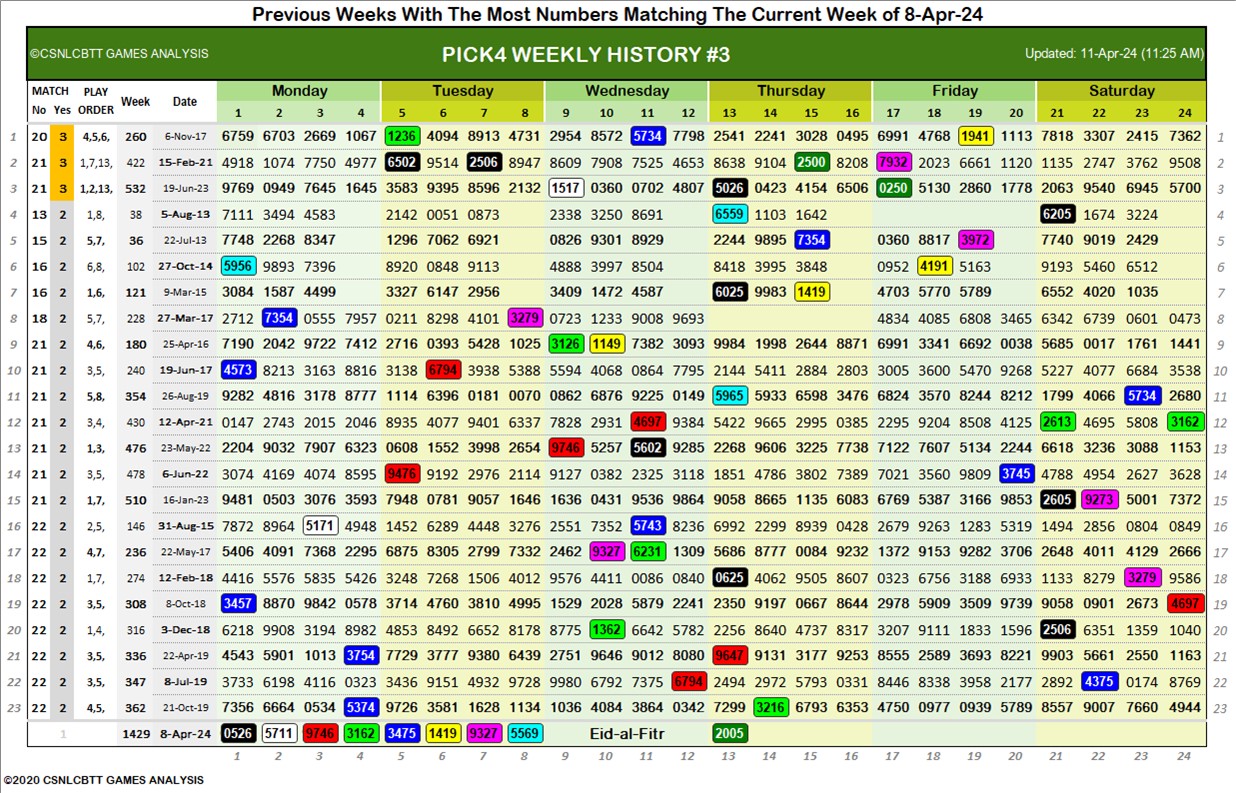 Previous Weeks With The Most Numbers Matching The Current Week of 8-Apr-24
©CSNLCBTT GAMES ANALYSIS PICK4 WEEKLY HISTORY #3 Updated: 11-Apr-24 (11:25 AM)
MATCH PLAY Week Date Monday Tuesday Wednesday Thursday Friday Saturday
No Yes ORDER 1 2 3 4 5 6 7 8 9 10 11 12 13 14 15 16 17 18 19 20 21 22 23 24
1 20 3 4,5,6, 260 6-Nov-17 6759 6703 2669 1067 1236 4094 8913 4731 2954 8572 5734 7798 2541 2241 3028 0495 6991 4768 1941 1113 7818 3307 2415 7362 1
2 21 3 1,7,13, 422 15-Feb-21 4918 1074 7750 4977 6502 9514 2506 8947 8609 7908 7525 4653 8638 9104 2500 8208 7932 2023 6661 1120 1135 2747 3762 9508 2
3 21 3 1,2,13, 532 19-Jun-23 9769 0949 7645 1645 3583 9395 8596 2132 1517 0360 0702 4807 5026 0423 4154 6506 0250 5130 2860 1778 2063 9540 6945 5700 3
4 13 2 1,8, 38 5-Aug-13 7111 3494 4583 2142 0051 0873 2338 3250 8691 6559 1103 1642 6205 1674 3224 4
5 15 2 5,7, 36 22-Jul-13 7748 2268 8347 1296 7062 6921 0826 9301 8929 2244 9895 7354 0360 8817 3972 7740 9019 2429 5
6 16 2 6,8, 102 27-Oct-14 5956 9893 7396 8920 0848 9113 4888 3997 8504 8418 3995 3848 0952 4191 5163 9193 5460 6512 6
7 16 2 1,6, 121 9-Mar-15 3084 1587 4499 3327 6147 2956 3409 1472 4587 6025 9983 1419 4703 5770 5789 6552 4020 1035 7
8 18 2 5,7, 228 27-Mar-17 2712 7354 0555 7957 0211 8298 4101 3279 0723 1233 9008 9693 4834 4085 6808 3465 6342 6739 0601 0473 8
9 21 2 4,6, 180 25-Apr-16 7190 2042 9722 7412 2716 0393 5428 1025 3126 1149 7382 3093 9984 1998 2644 8871 6991 3341 6692 0038 5685 0017 1761 1441 9
10 21 2 3,5, 240 19-Jun-17 4573 8213 3163 8816 3138 6794 3938 5388 5594 4068 0864 7795 2144 5411 2884 2803 3005 3600 5470 9268 5227 4077 6684 3538 10
11 21 2 5,8, 354 26-Aug-19 9282 4816 3178 8777 1114 6396 0181 0070 0862 6876 9225 0149 5965 5933 6598 3476 6824 3570 8244 8212 1799 4066 5734 2680 11
12 21 2 3,4, 430 12-Apr-21 0147 2743 2015 2046 8935 4077 9407 6337 7828 2931 4697 9384 5422 9665 2995 0385 2295 9204 8508 4125 2613 4695 5808 3162 12
13 21 2 1,3, 476 23-May-22 2204 9032 7907 6323 0608 1552 3998 2654 9746 5257 5602 9135 2268 9606 3225 7738 7122 7607 5134 2244 6618 3236 3088 1153 13
14 21 2 3,5, 478 6-Jun-22 3074 4169 4074 8595 9476 9192 2976 2114 9127 0382 2325 3118 1851 4786 3802 9389 7021 3560 9809 3745 4788 4954 2627 3628 14
15 21 2 1,7, 510 16-Jan-23 9481 0503 3076 3593 7948 0781 9057 1646 1636 0431 9536 9864 9058 8665 1135 6083 6769 5387 3166 9853 2605 9273 5001 7372 15
16 22 2 2,5, 146 31-Aug-15 7872 8964 5171 4948 1452 6289 4448 3276 2551 7352 5743 8236 6992 2299 8939 0428 2679 9263 1283 5319 1494 2856 0804 0849 16
17 22 2 4,7, 236 22-May-17 5406 4091 7368 2295 6875 8305 2799 7332 2462 9327 6231 1309 5686 8777 0084 9232 1372 9153 9282 3706 2648 4011 4129 2666 17
18 22 2 1,7, 274 12-Feb-18 4416 5576 5835 5426 3248 7268 1506 4012 9576 4411 0086 0840 0625 4062 9505 8607 0323 6756 3188 6933 1133 8279 3279 9586 18
19 22 2 3,5, 308 8-Oct-18 3457 8870 9842 0578 3714 4760 3810 4995 1529 2028 5879 2241 2350 9197 0667 8644 2978 5909 3509 9739 9058 0901 2673 4697 19
20 22 2 1,4, 316 3-Dec-18 6218 9908 3194 8982 4853 8492 6652 8178 8775 1362 6642 5782 2256 8640 4737 8317 3207 9111 1833 1596 2506 6351 1359 1040 20
21 22 2 3,5, 336 22-Apr-19 4543 5901 1013 3754 7729 3777 9380 6439 2751 9646 9012 8080 9647 9131 3177 9253 8555 2589 3693 8221 9903 5661 2550 1163 21
22 22 2 3,5, 347 8-Jul-19 3733 6198 4116 0323 3436 9151 4932 9728 9980 6792 7375 6794 2494 2972 5793 0331 8446 8338 3958 2177 2892 4375 0174 8769 22
23 22 2 4,5, 362 21-Oct-19 7356 6664 0534 5374 9726 3581 1628 1134 1036 4084 3864 0342 7299 3216 6793 6353 4750 0977 0939 5789 8557 9007 7660 4944 23
1 1429 8-Apr-24 0526 5711 9746 3162 3475 1419 9327 5569 Eid-al-Fitr 2005
1 2 3 4 5 6 7 8 9 10 11 12 13 14 15 16 17 18 19 20 21 22 23 24
©2020 CSNLCBTT GAMES ANALYSIS